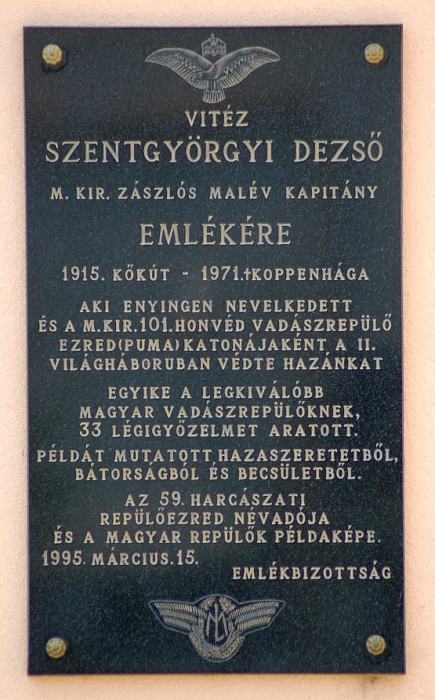 VITÉZ
SZENTGYÖRGYI DEZSŐ
M. KIR. ZÁSZLÓS MALÉV KAPITÁNY
EMLÉKÉRE
1915. KŐKÚT - 1971.†KOPPENHÁGA
AKI ENYINGEN NEVELKEDETT
ÉS A M.KIR.101.HONVÉD VADÁSZREPÜLŐ
EZRED(PUMA)KATONÁJAKÉNT A II.
VILÁGHÁBORUBAN VÉDTE HAZÁNKAT
EGYIKE A LEGKIVÁLÓBB
MAGYAR VADÁSZREPÜLŐKNEK,
33 LÉGIGYŐZELMET ARATOTT.
PÉLDÁT MUTATOTT HAZASZERETETBŐL,
BÁTORSÁGBÓL ÉS BECSÜLETBŐL.
AZ 59. HARCÁSZATI
REPÜLŐEZRED NÉVADÓJA
ÉS A MAGYAR REPÜLŐK PÉLDAKÉPE.
1995. MÁRCIUS.15.
EMLÉKBIZOTTSÁG